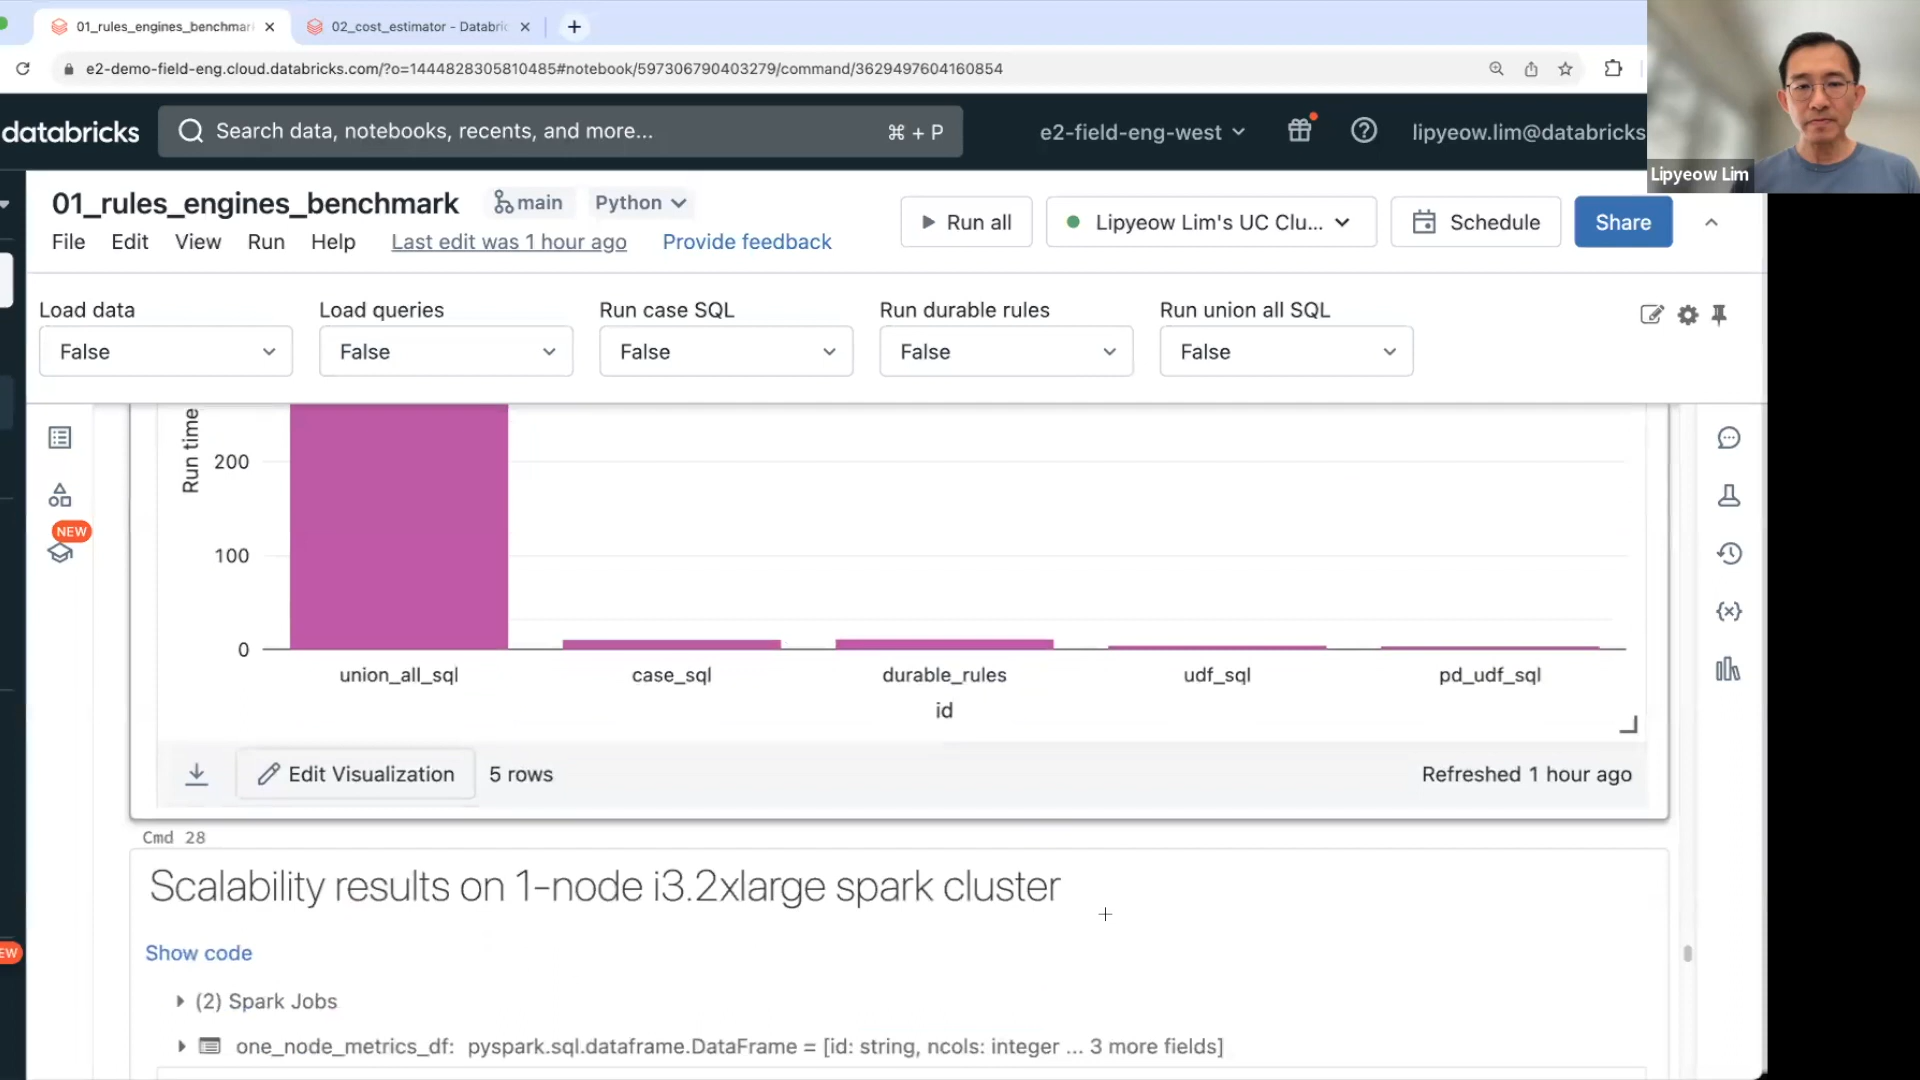 01_rules_engines_benchmar
02_cost_estimator - Databric
e2-demo-field-eng.cloud.databricks.com/?o=1444828305810485#notebook/597306790403279/command/3629497604160854
databricks
Search data, notebooks, recents, and more...
⌘ + P
e2-field-eng-west
lipyeow.lim@databricks
Lipyeow Lim
01_rules_engines_benchmark
main
Python
Run all
Lipyeow Lim's UC Clu...
Schedule
Share
File Edit View Run Help Last edit was 1 hour ago Provide feedback
Load data
Load queries
Run case SQL
Run durable rules
Run union all SQL
False
False
False
False
False
Run time
200
100
0
union_all_sql
case_sql
durable_rules
udf_sql
pd_udf_sql
id
NEW
Edit Visualization
5 rows
Refreshed 1 hour ago
Cmd 28
Scalability results on 1-node i3.2xlarge spark cluster
Show code
EW
(2) Spark Jobs
one_node_metrics_df: pyspark.sql.dataframe.DataFrame = [id: string, ncols: integer ... 3 more fields]